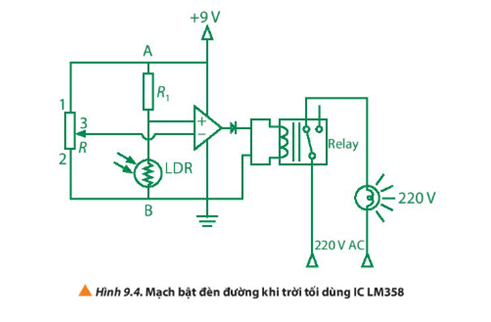 +9 V
A
1
R1
3
+
−
2
R
LDR
Relay
B
220 V
220 V AC
Hình 9.4. Mạch bật đèn đường khi trời tối dùng IC LM358